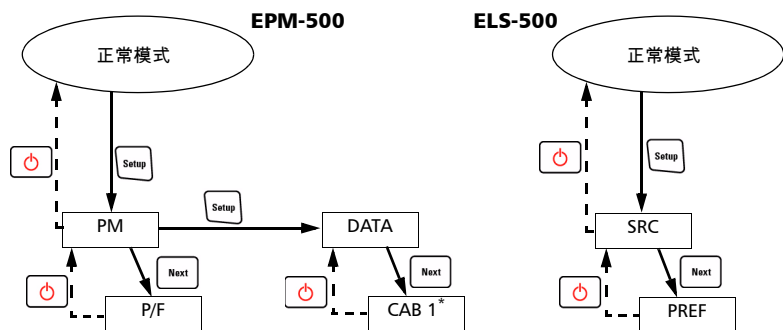 EPM-500
ELS-500
正常模式
正常模式
Setup
Setup
Setup
PM
DATA
SRC
Next
Next
Next
P/F
CAB 1*
PREF